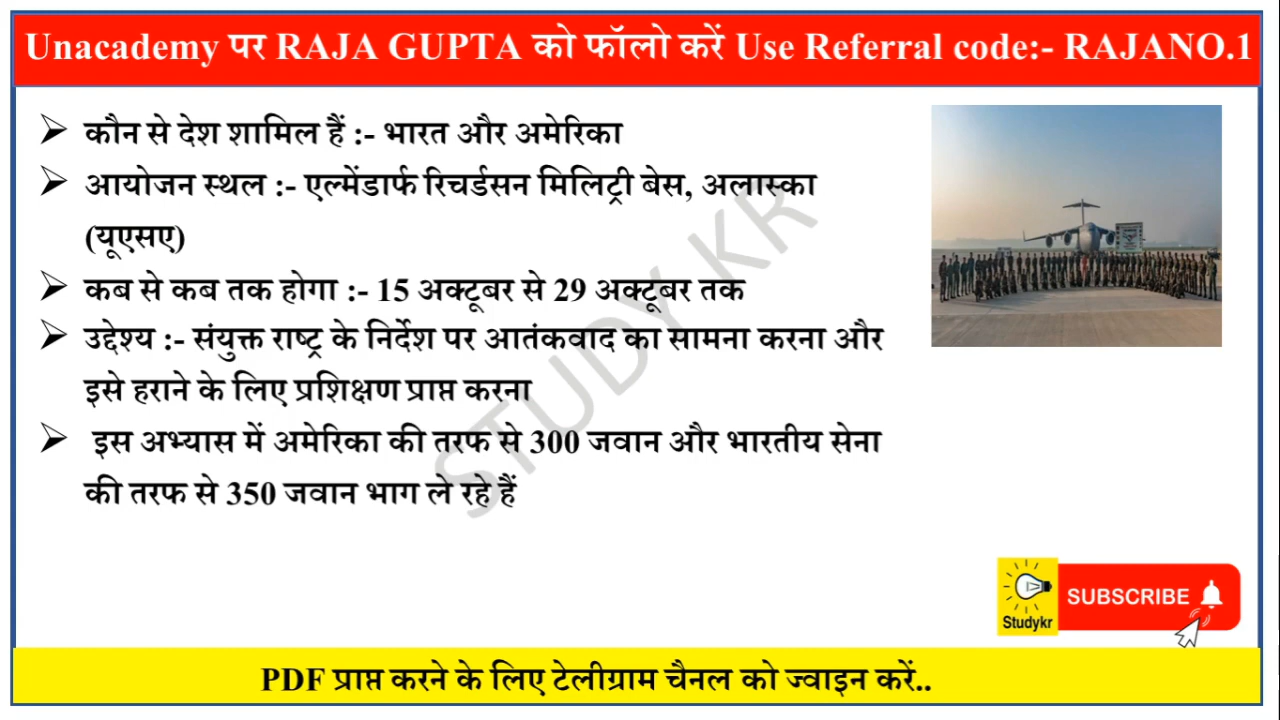 Unacademy पर RAJA GUPTA को फॉलो करें Use Referral code:- RAJANO.1
➢ कौन से देश शामिल हैं :- भारत और अमेरिका
➢ आयोजन स्थल :- एल्मेंडार्फ रिचर्डसन मिलिट्री बेस, अलास्का
(यूएसए)
➢ कब से कब तक होगा :- 15 अक्टूबर से 29 अक्टूबर तक
➢ उद्देश्य :- संयुक्त राष्ट्र के निर्देश पर आतंकवाद का सामना करना और
इसे हराने के लिए प्रशिक्षण प्राप्त करना
➢ इस अभ्यास में अमेरिका की तरफ से 300 जवान और भारतीय सेना
की तरफ से 350 जवान भाग ले रहे हैं
STUDY KR
SUBSCRIBE
Studykr
PDF प्राप्त करने के लिए टेलीग्राम चैनल को ज्वाइन करें..